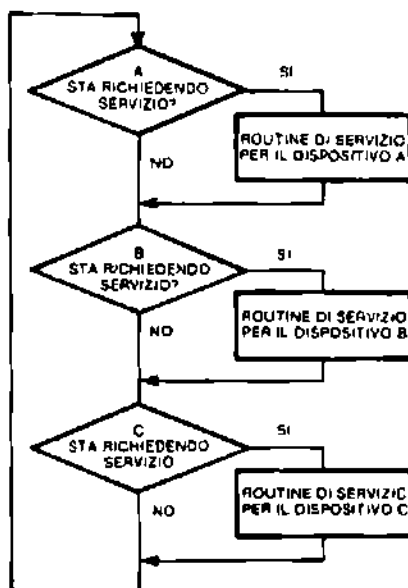 A
STA RICHIEDENDO
SERVIZIO?
SI
ROUTINE DI SERVIZIO
PER IL DISPOSITIVO A
NO
B
STA RICHIEDENDO
SERVIZIO?
SI
ROUTINE DI SERVIZIO
PER IL DISPOSITIVO B
NO
C
STA RICHIEDENDO
SERVIZIO
SI
ROUTINE DI SERVIZIO
PER IL DISPOSITIVO C
NO